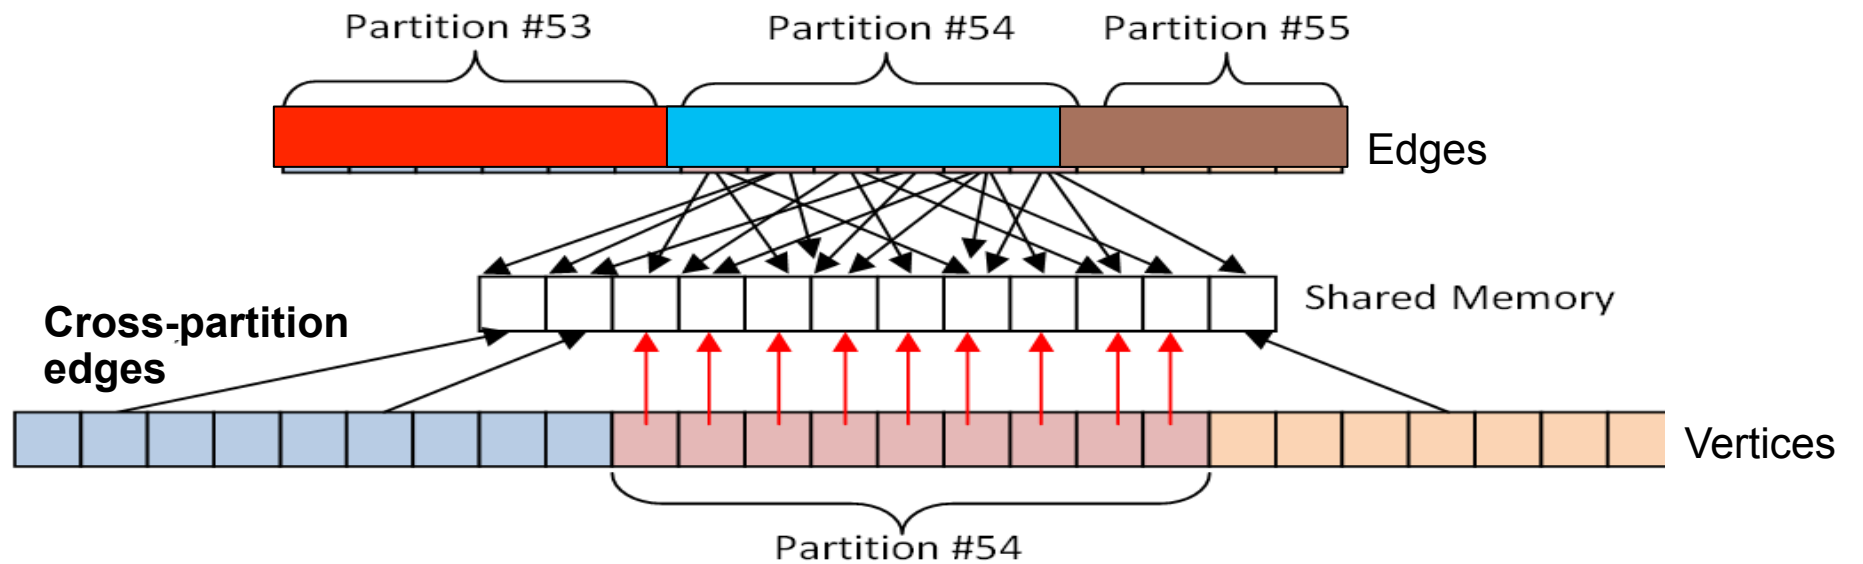 Partition #53
Partition #54
Partition #55
Edges
Shared Memory
Cross-partition
edges
Vertices
Partition #54